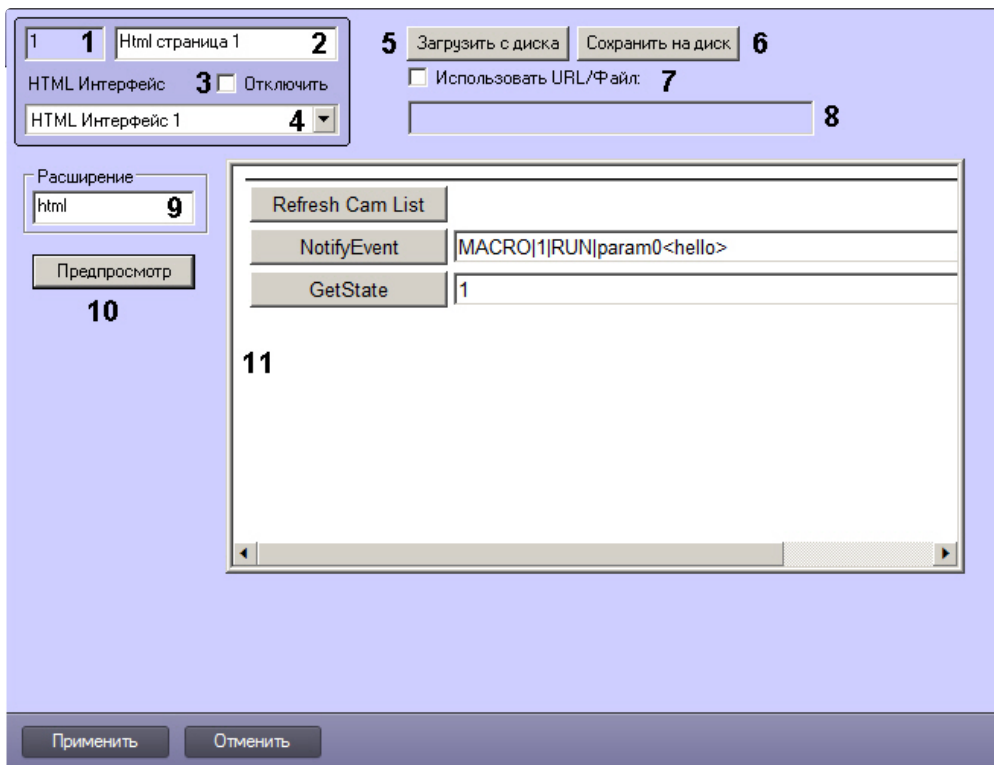 1 1 Html страница 1 2
HTML Интерфейс 3 Отключить
HTML Интерфейс 1 4
5 Загрузить с диска Сохранить на диск 6
Использовать URL/Файл: 7
8
Расширение
html 9
Предпросмотр
10
Refresh Cam List
NotifyEvent MACRO|1|RUN|param0<hello>
GetState 1
11
Применить Отменить